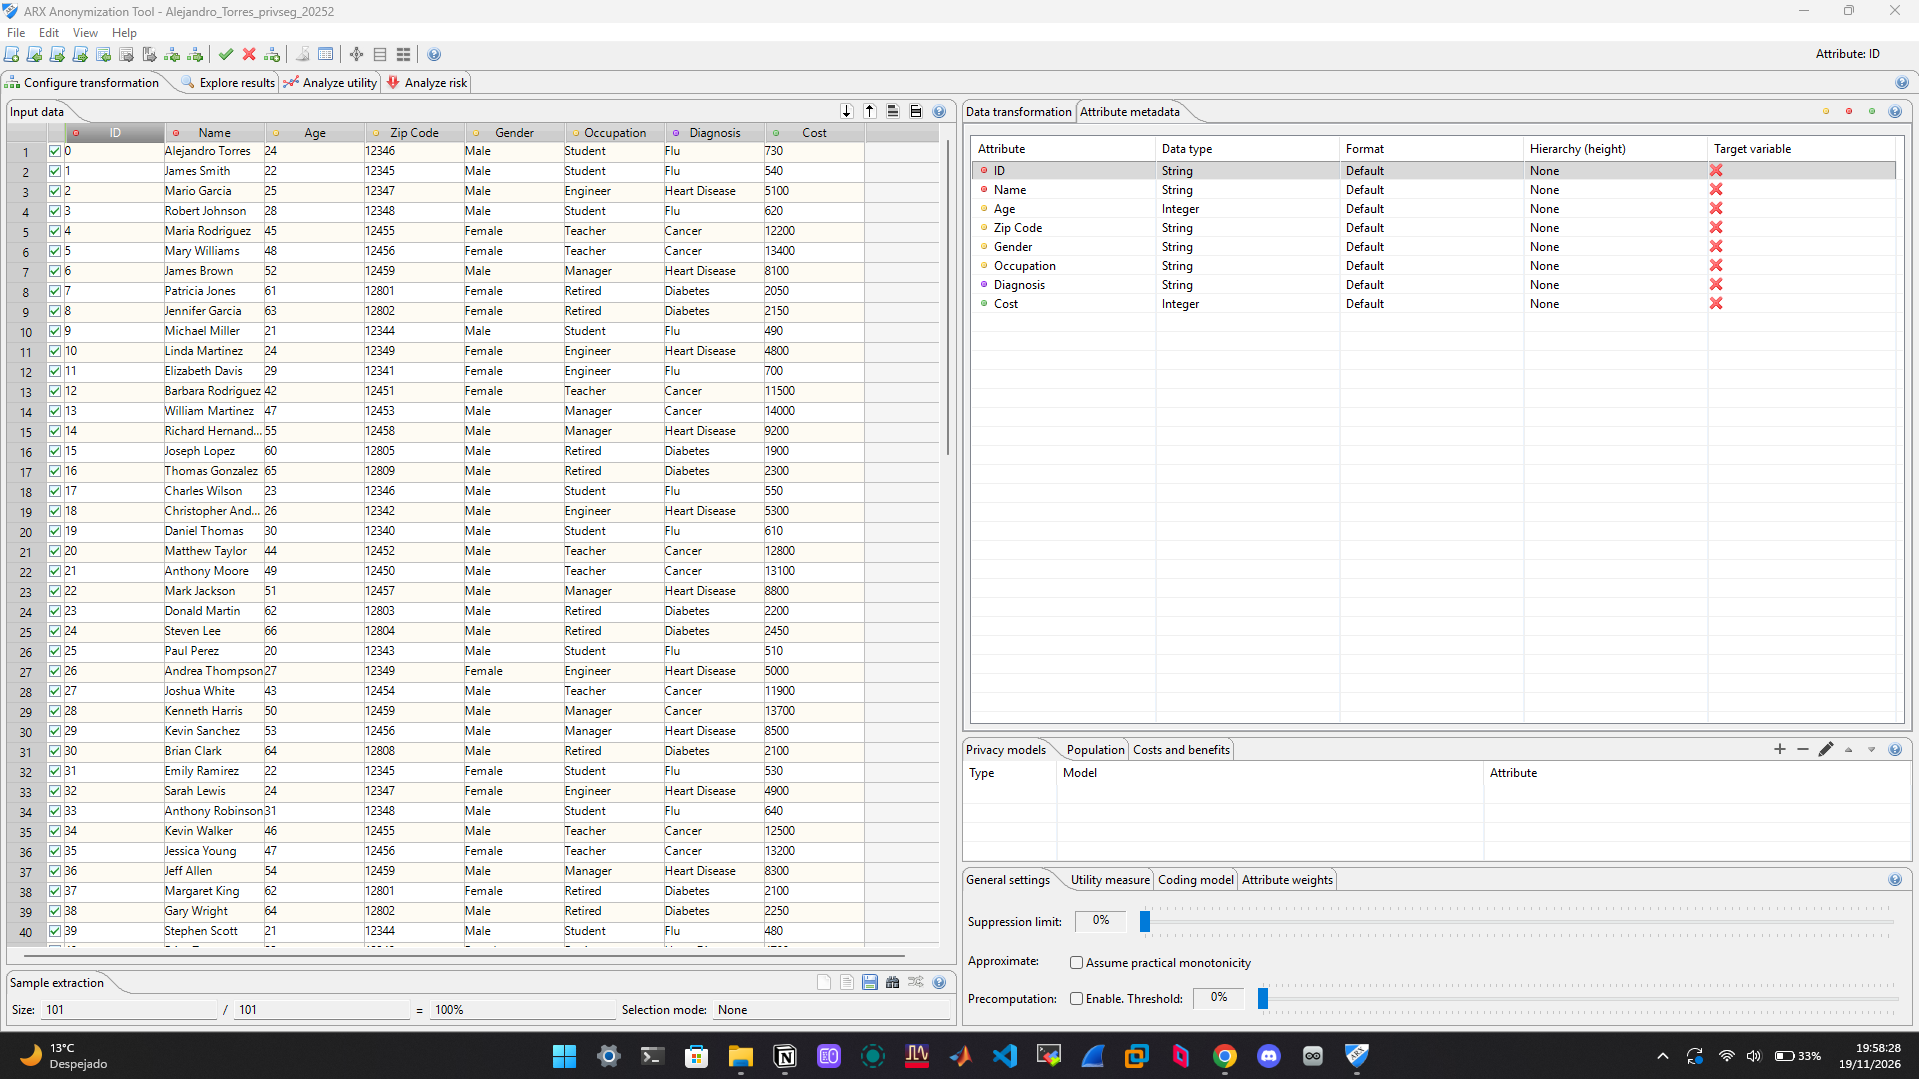 ARX Anonymization Tool - Alejandro_Torres_privseg_20252
File Edit View Help
Attribute: ID
Configure transformation Explore results Analyze utility Analyze risk
Input data
ID Name Age Zip Code Gender Occupation Diagnosis Cost
1 0 Alejandro Torres 24 12346 Male Student Flu 730
2 1 James Smith 22 12345 Male Student Flu 540
3 2 Mario Garcia 25 12347 Male Engineer Heart Disease 5100
4 3 Robert Johnson 28 12348 Male Student Flu 620
5 4 Maria Rodriguez 45 12455 Female Teacher Cancer 12200
6 5 Mary Williams 48 12456 Female Teacher Cancer 13400
7 6 James Brown 52 12459 Male Manager Heart Disease 8100
8 7 Patricia Jones 61 12801 Female Retired Diabetes 2050
9 8 Jennifer Garcia 63 12802 Female Retired Diabetes 2150
10 9 Michael Miller 21 12344 Male Student Flu 490
11 10 Linda Martinez 24 12349 Female Engineer Heart Disease 4800
12 11 Elizabeth Davis 29 12341 Female Engineer Flu 700
13 12 Barbara Rodriguez 42 12451 Female Teacher Cancer 11500
14 13 William Martinez 47 12453 Male Manager Cancer 14000
15 14 Richard Hernand... 55 12458 Male Manager Heart Disease 9200
16 15 Joseph Lopez 60 12805 Male Retired Diabetes 1900
17 16 Thomas Gonzalez 65 12809 Male Retired Diabetes 2300
18 17 Charles Wilson 23 12346 Male Student Flu 550
19 18 Christopher And... 26 12342 Male Engineer Heart Disease 5300
20 19 Daniel Thomas 30 12340 Male Student Flu 610
21 20 Matthew Taylor 44 12452 Male Teacher Cancer 12800
22 21 Anthony Moore 49 12450 Male Teacher Cancer 13100
23 22 Mark Jackson 51 12457 Male Manager Heart Disease 8800
24 23 Donald Martin 62 12803 Male Retired Diabetes 2200
25 24 Steven Lee 66 12804 Male Retired Diabetes 2450
26 25 Paul Perez 20 12343 Male Student Flu 510
27 26 Andrea Thompson 27 12349 Female Engineer Heart Disease 5000
28 27 Joshua White 43 12454 Male Teacher Cancer 11900
29 28 Kenneth Harris 50 12459 Male Manager Cancer 13700
30 29 Kevin Sanchez 53 12456 Male Manager Heart Disease 8500
31 30 Brian Clark 64 12808 Male Retired Diabetes 2100
32 31 Emily Ramirez 22 12345 Female Student Flu 530
33 32 Sarah Lewis 24 12347 Female Engineer Heart Disease 4900
34 33 Anthony Robinson 31 12348 Male Student Flu 640
35 34 Kevin Walker 46 12455 Male Teacher Cancer 12500
36 35 Jessica Young 47 12456 Female Teacher Cancer 13200
37 36 Jeff Allen 54 12459 Male Manager Heart Disease 8300
38 37 Margaret King 62 12801 Female Retired Diabetes 2100
39 38 Gary Wright 64 12802 Male Retired Diabetes 2250
40 39 Stephen Scott 21 12344 Male Student Flu 480
Sample extraction
Size: 101 / 101 = 100% Selection mode: None
Data transformation Attribute metadata
Attribute Data type Format Hierarchy (height) Target variable
ID String Default None
Name String Default None
Age Integer Default None
Zip Code String Default None
Gender String Default None
Occupation String Default None
Diagnosis String Default None
Cost Integer Default None
Privacy models Population Costs and benefits
Type Model Attribute
General settings Utility measure Coding model Attribute weights
Suppression limit: 0%
Approximate: Assume practical monotonicity
Precomputation: Enable. Threshold: 0%
13°C
Despejado
33%
19:58:28
19/11/2026